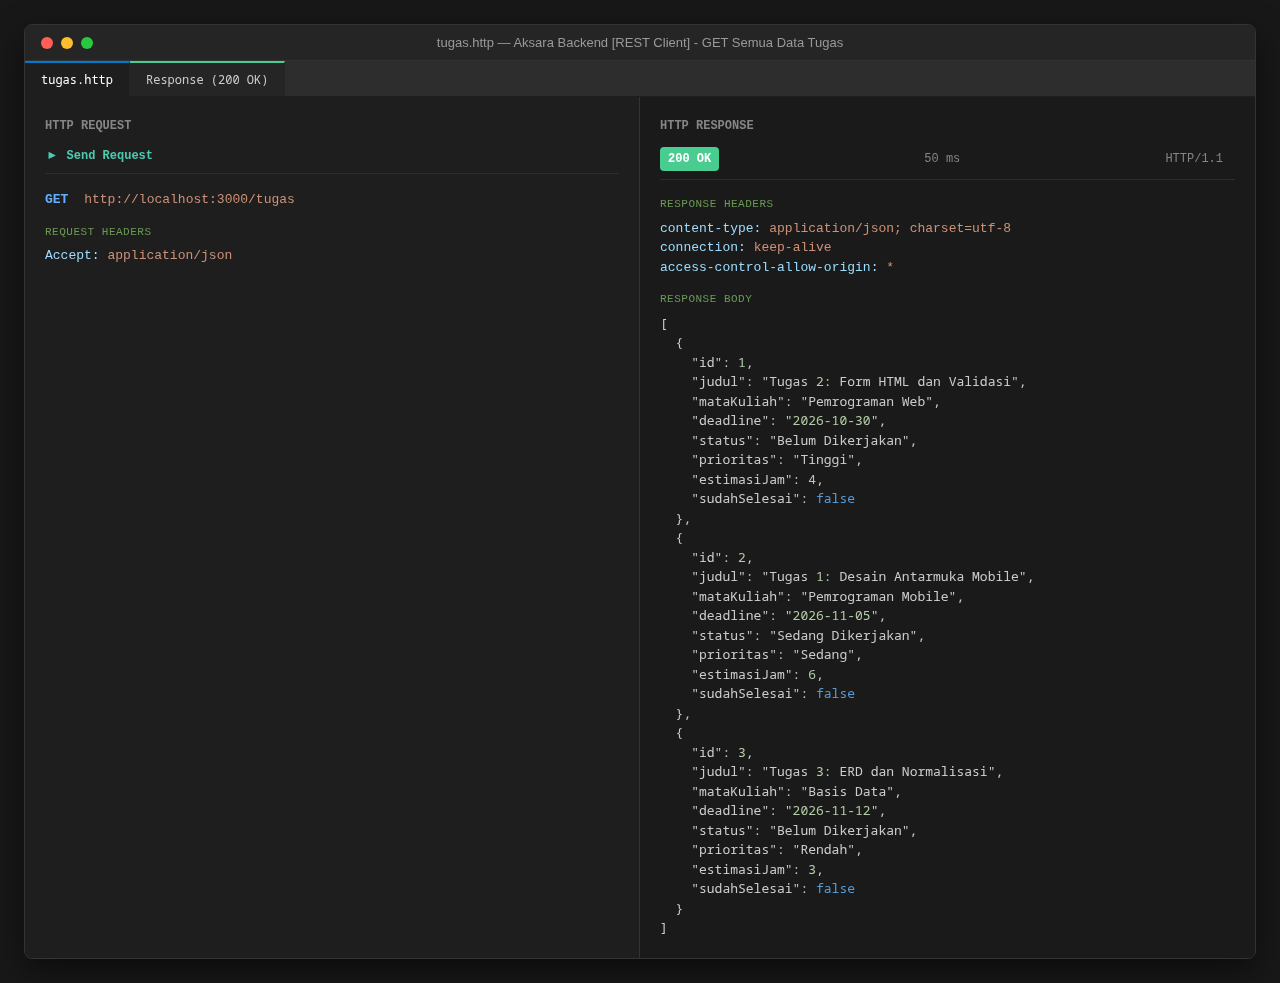 tugas.http — Aksara Backend [REST Client] - GET Semua Data Tugas
tugas.http
Response (200 OK)
HTTP REQUEST
► Send Request
GET http://localhost:3000/tugas
REQUEST HEADERS
Accept: application/json
HTTP RESPONSE
200 OK
50 ms
HTTP/1.1
RESPONSE HEADERS
content-type: application/json; charset=utf-8
connection: keep-alive
access-control-allow-origin: *
RESPONSE BODY
[
  {
    "id": 1,
    "judul": "Tugas 2: Form HTML dan Validasi",
    "mataKuliah": "Pemrograman Web",
    "deadline": "2026-10-30",
    "status": "Belum Dikerjakan",
    "prioritas": "Tinggi",
    "estimasiJam": 4,
    "sudahSelesai": false
  },
  {
    "id": 2,
    "judul": "Tugas 1: Desain Antarmuka Mobile",
    "mataKuliah": "Pemrograman Mobile",
    "deadline": "2026-11-05",
    "status": "Sedang Dikerjakan",
    "prioritas": "Sedang",
    "estimasiJam": 6,
    "sudahSelesai": false
  },
  {
    "id": 3,
    "judul": "Tugas 3: ERD dan Normalisasi",
    "mataKuliah": "Basis Data",
    "deadline": "2026-11-12",
    "status": "Belum Dikerjakan",
    "prioritas": "Rendah",
    "estimasiJam": 3,
    "sudahSelesai": false
  }
]